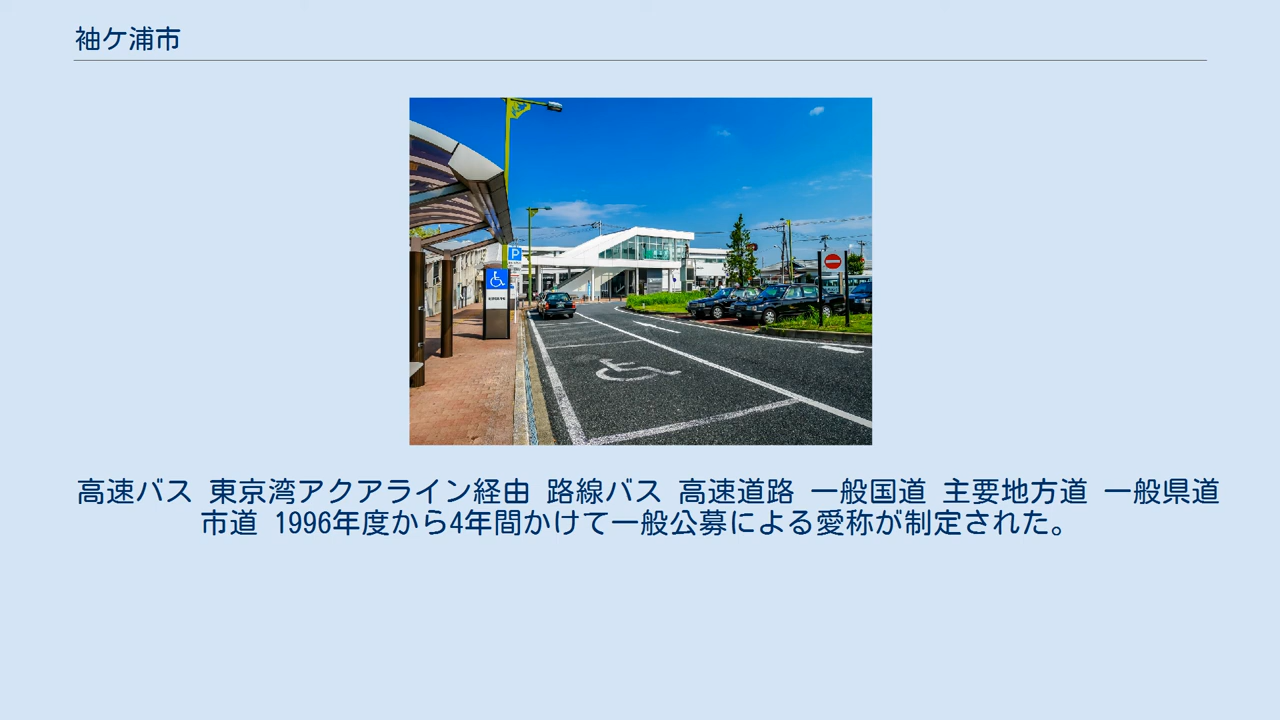 袖ケ浦市
P
高速バス 東京湾アクアライン経由 路線バス 高速道路 一般国道 主要地方道 一般県道
市道 1996年度から4年間かけて一般公募による愛称が制定された。